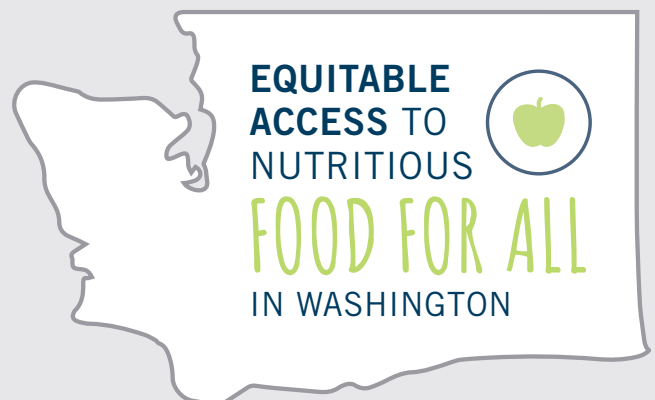 EQUITABLE
ACCESS TO
NUTRITIOUS
FOOD FOR ALL
IN WASHINGTON